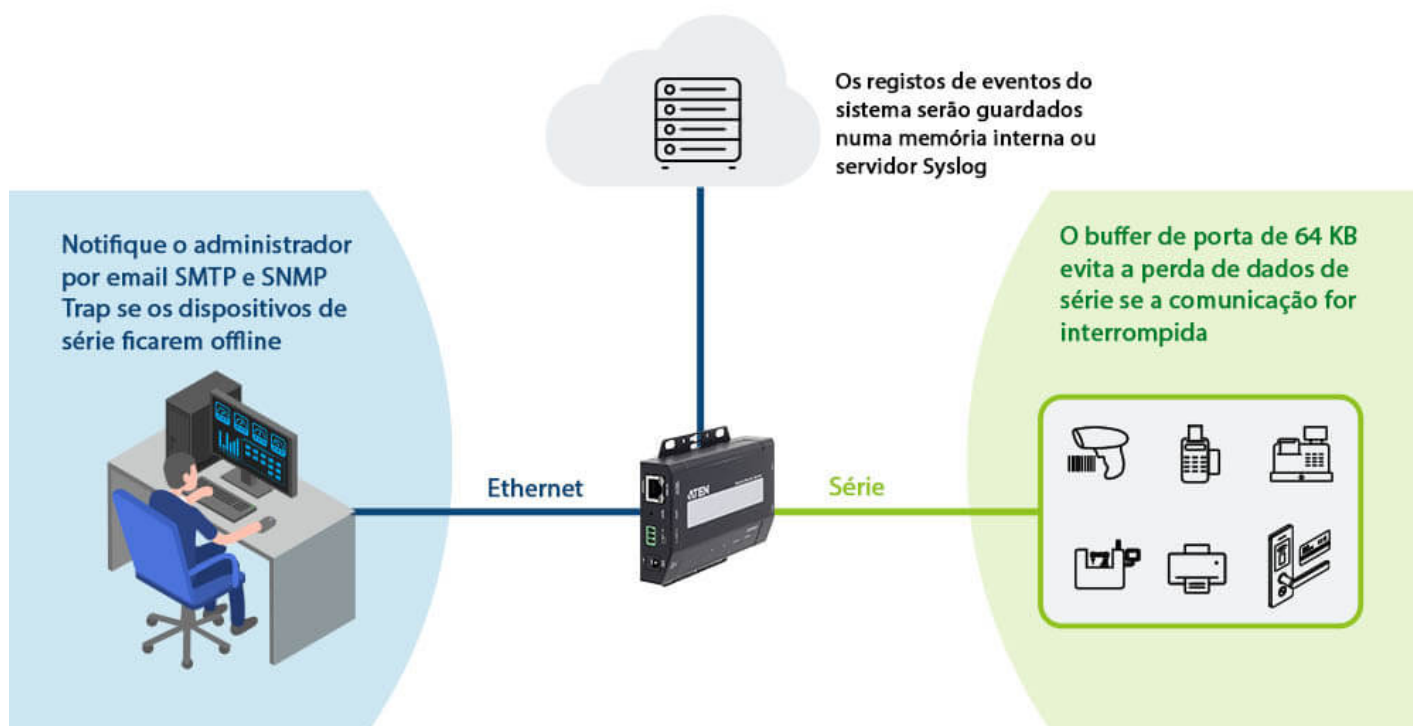 Os registos de eventos do
sistema serão guardados
numa memória interna ou
servidor Syslog
Notifique o administrador
por email SMTP e SNMP
Trap se os dispositivos de
série ficarem offline
O buffer de porta de 64 KB
evita a perda de dados de
série se a comunicação for
interrompida
Ethernet
ATEN
Série